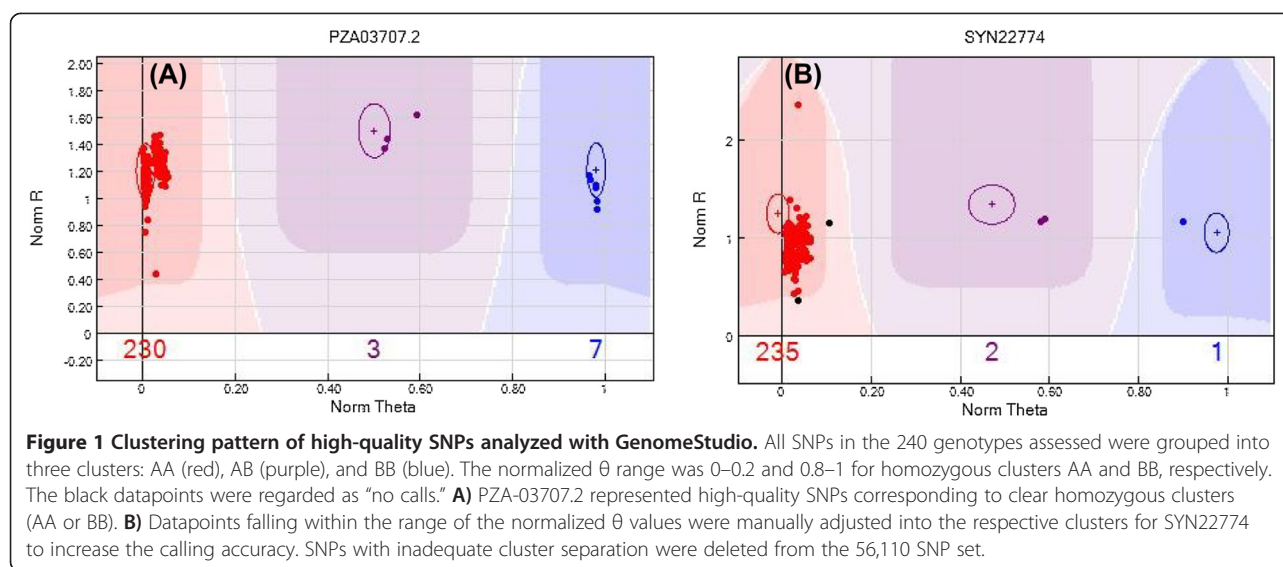 PZA03707.2
(A)
2.00
1.80
1.60
1.40
1.20
1
0.80
0.60
0.40
0.20
0
-0.20
Norm R
230
3
7
0
0.20
0.40
0.60
0.80
1
Norm Theta
SYN22774
(B)
2
1
0
Norm R
235
2
1
0
0.20
0.40
0.60
0.80
1
Norm Theta
Figure 1 Clustering pattern of high-quality SNPs analyzed with GenomeStudio. All SNPs in the 240 genotypes assessed were grouped into
three clusters: AA (red), AB (purple), and BB (blue). The normalized θ range was 0–0.2 and 0.8–1 for homozygous clusters AA and BB, respectively.
The black datapoints were regarded as “no calls.” A) PZA-03707.2 represented high-quality SNPs corresponding to clear homozygous clusters
(AA or BB). B) Datapoints falling within the range of the normalized θ values were manually adjusted into the respective clusters for SYN22774
to increase the calling accuracy. SNPs with inadequate cluster separation were deleted from the 56,110 SNP set.